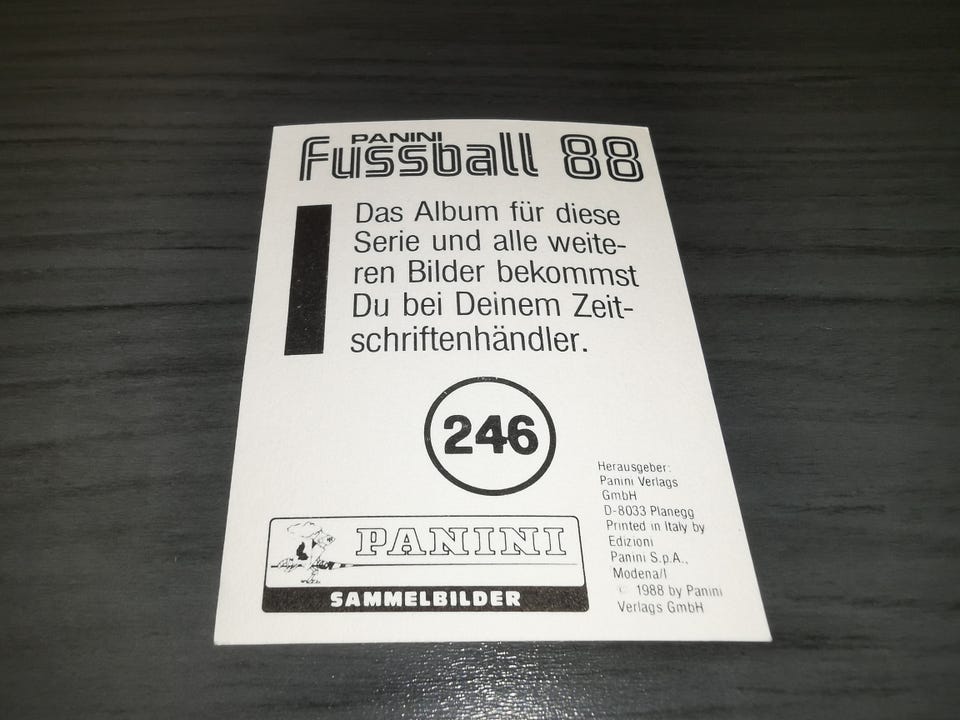 PANINI
Fussball 88
Das Album für diese
Serie und alle weite-
ren Bilder bekommst
Du bei Deinem Zeit-
schriftenhändler.
246
Herausgeber:
Panini Verlags
GmbH
D-8033 Planegg
Printed in Italy by
Edizioni
Panini S.p.A.,
Modena/I
© 1988 by Panini
Verlags GmbH
PANINI
SAMMELBILDER